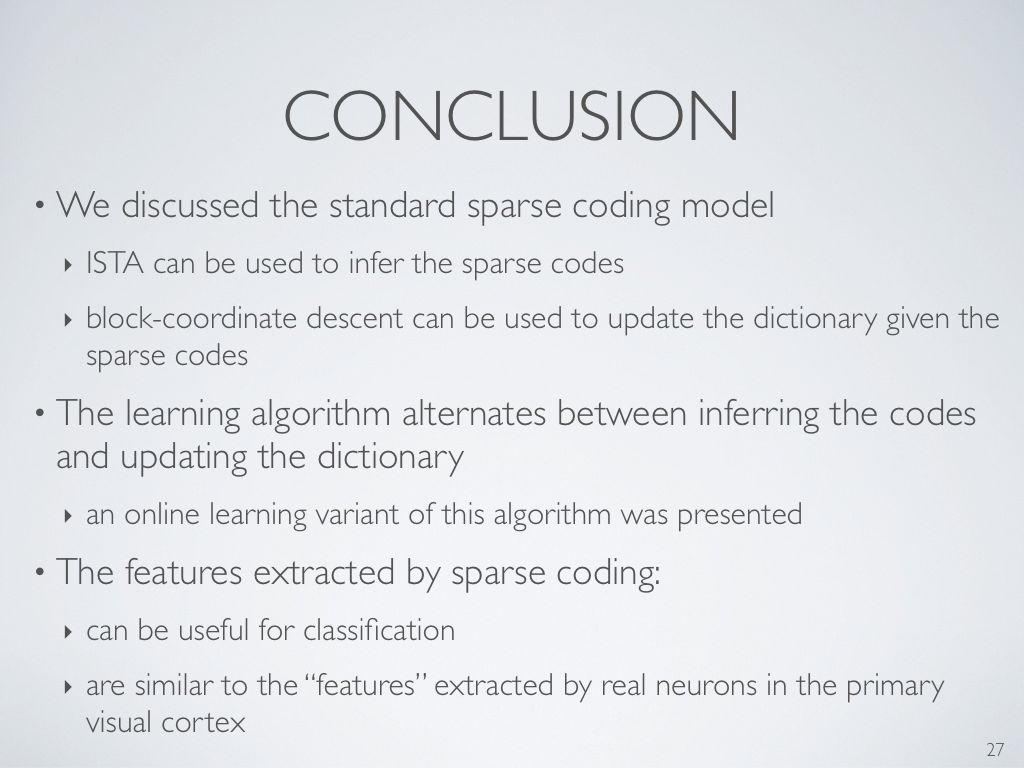 CONCLUSION
• We discussed the standard sparse coding model
‣ ISTA can be used to infer the sparse codes
‣ block-coordinate descent can be used to update the dictionary given the
sparse codes
• The learning algorithm alternates between inferring the codes
and updating the dictionary
‣ an online learning variant of this algorithm was presented
• The features extracted by sparse coding:
‣ can be useful for classification
‣ are similar to the “features” extracted by real neurons in the primary
visual cortex
27